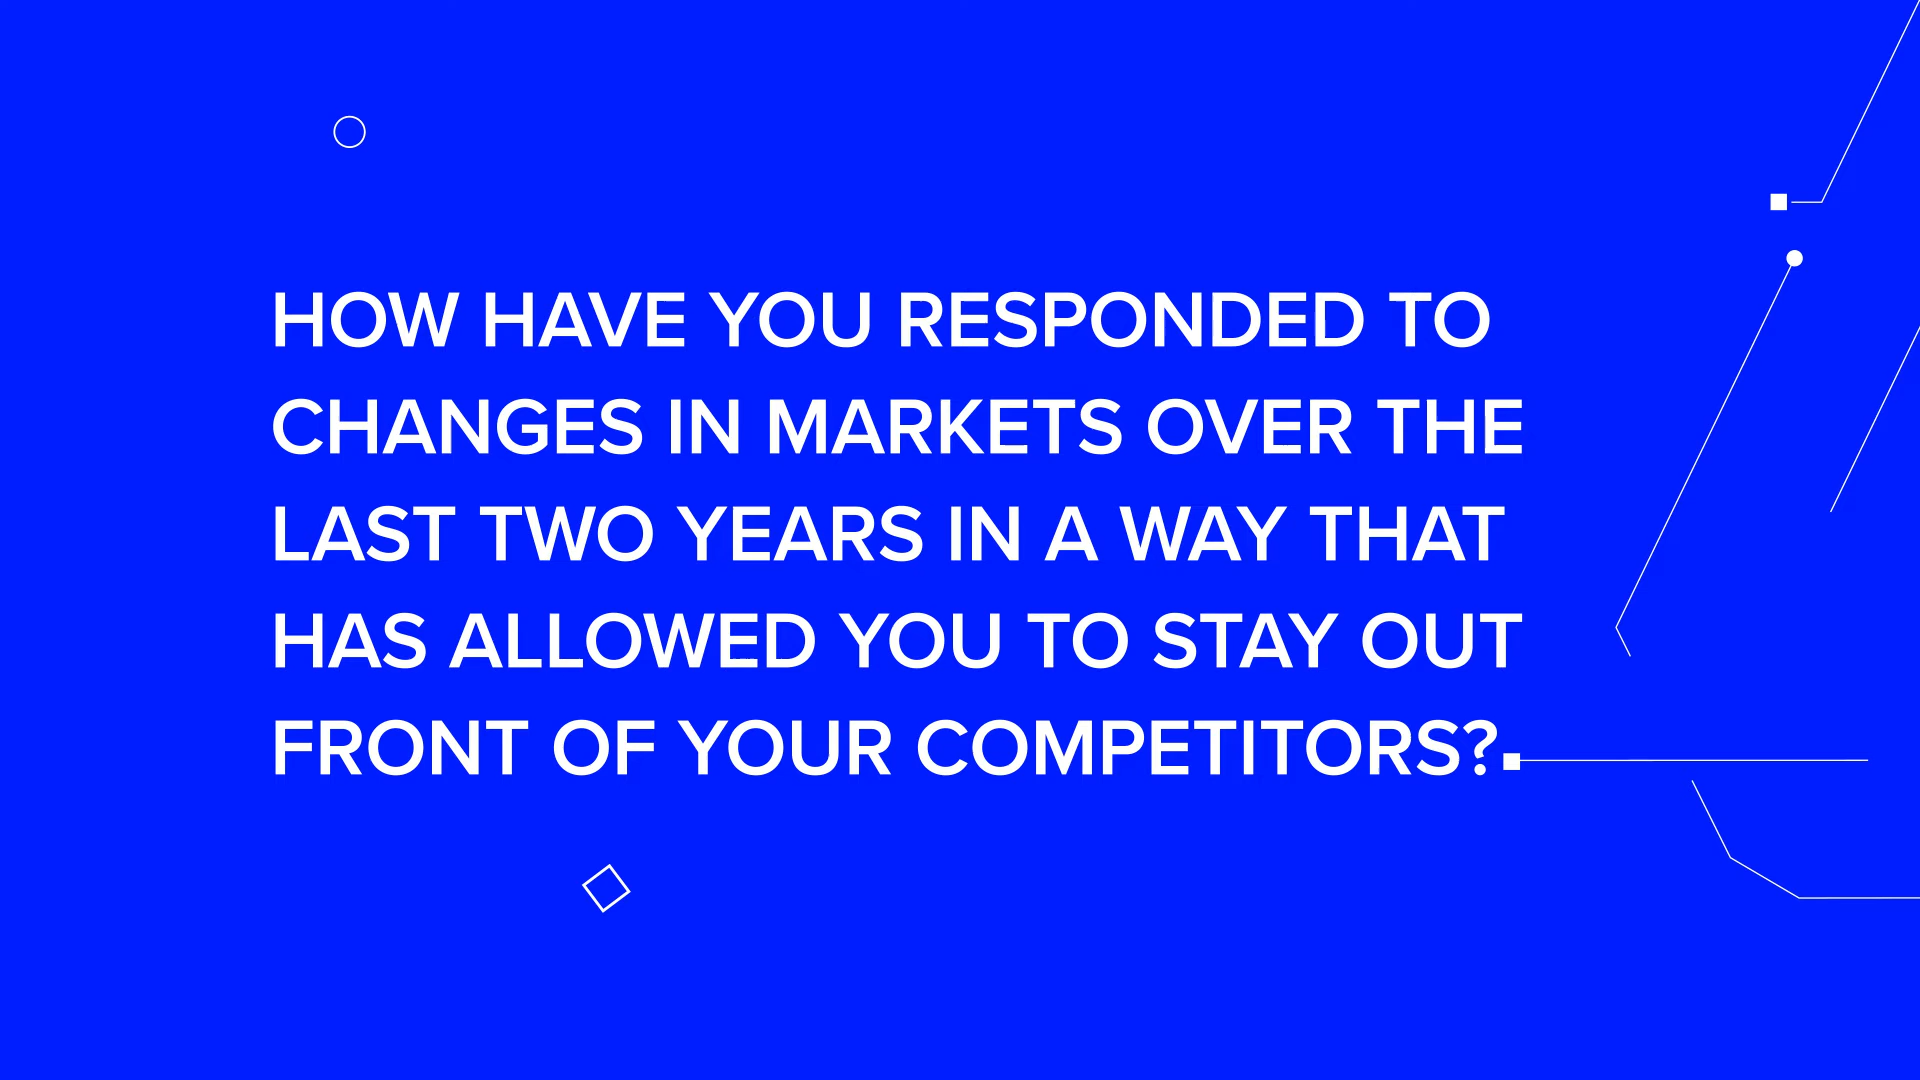 HOW HAVE YOU RESPONDED TO
CHANGES IN MARKETS OVER THE
LAST TWO YEARS IN A WAY THAT
HAS ALLOWED YOU TO STAY OUT
FRONT OF YOUR COMPETITORS?